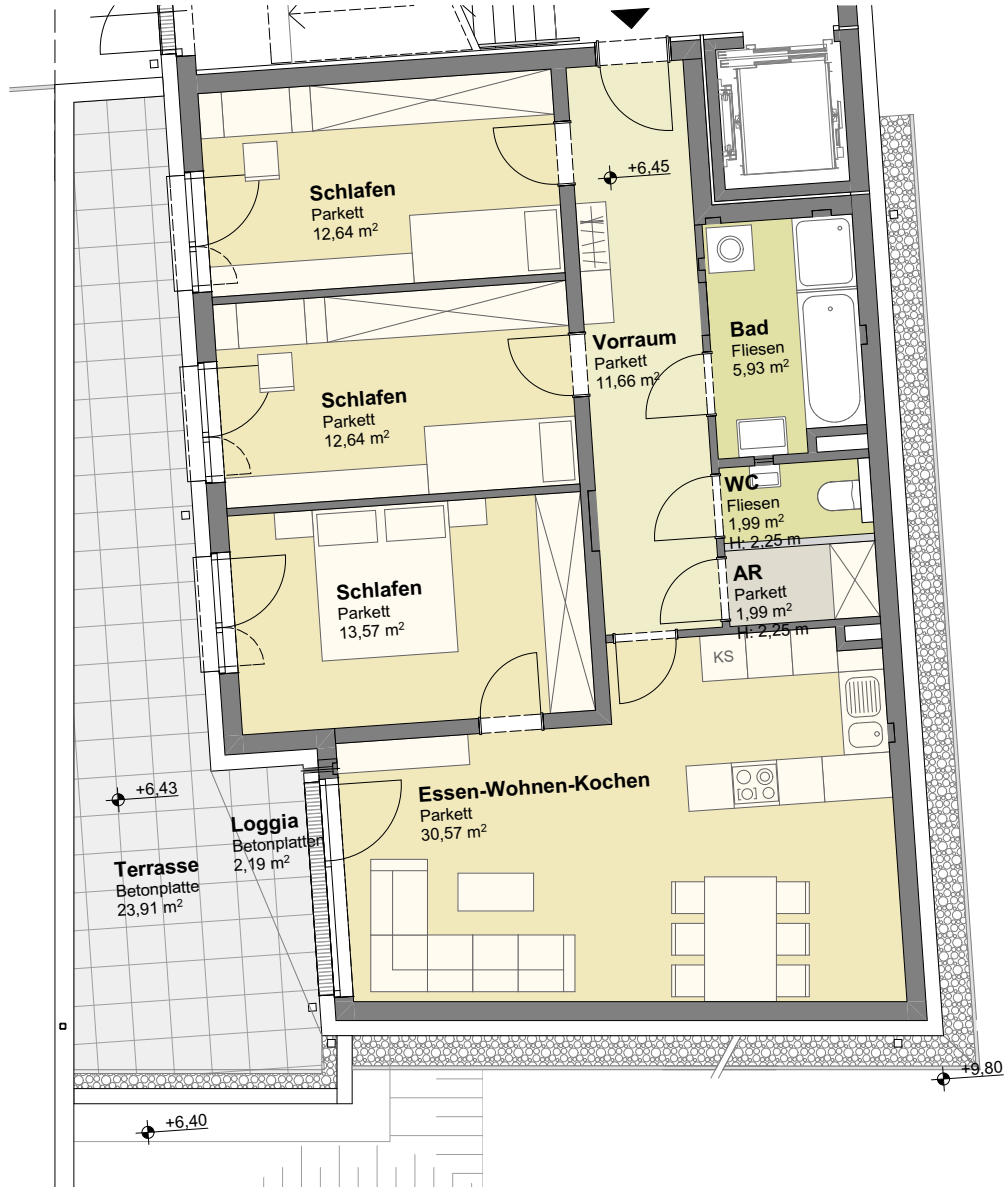 +6,45
Schlafen
Parkett
12,64 m²
Vorraum
Parkett
11,66 m²
Bad
Fliesen
5,93 m²
Schlafen
Parkett
12,64 m²
WC
Fliesen
1,99 m²
H: 2,25 m
AR
Parkett
1,99 m²
H: 2,25 m
Schlafen
Parkett
13,57 m²
KS
Essen-Wohnen-Kochen
Parkett
30,57 m²
+6,43
Loggia
Betonplatten
2,19 m²
Terrasse
Betonplatte
23,91 m²
+9,80
+6,40